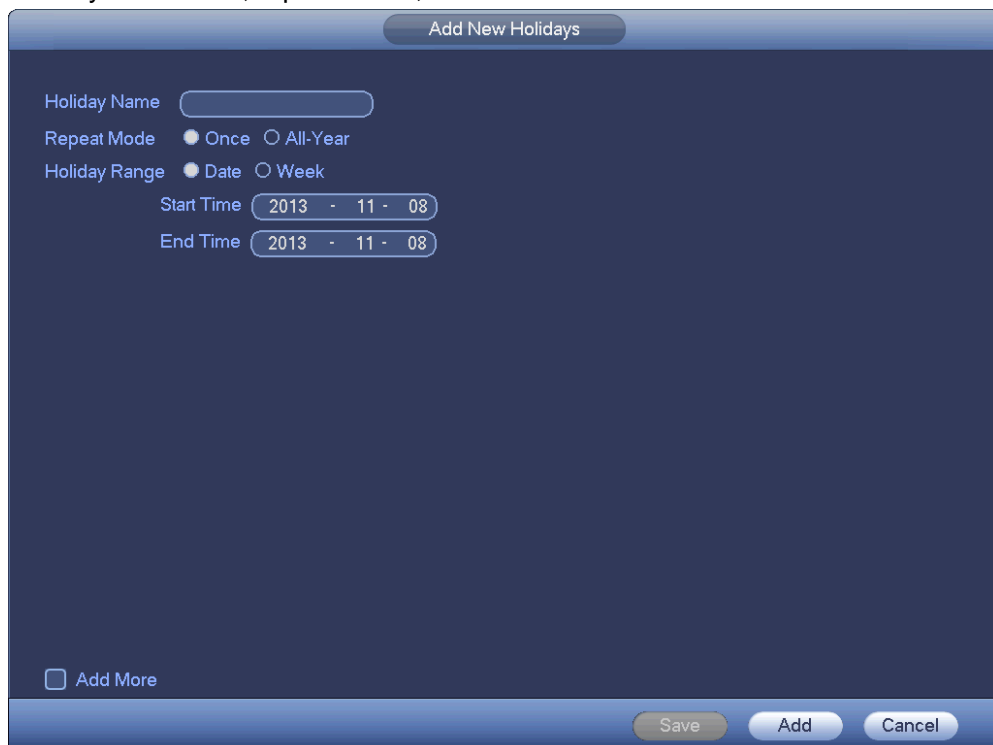 Add New Holidays
Holiday Name
Repeat Mode Once All-Year
Holiday Range Date Week
Start Time 2013 - 11 - 08
End Time 2013 - 11 - 08
Add More
Save Add Cancel